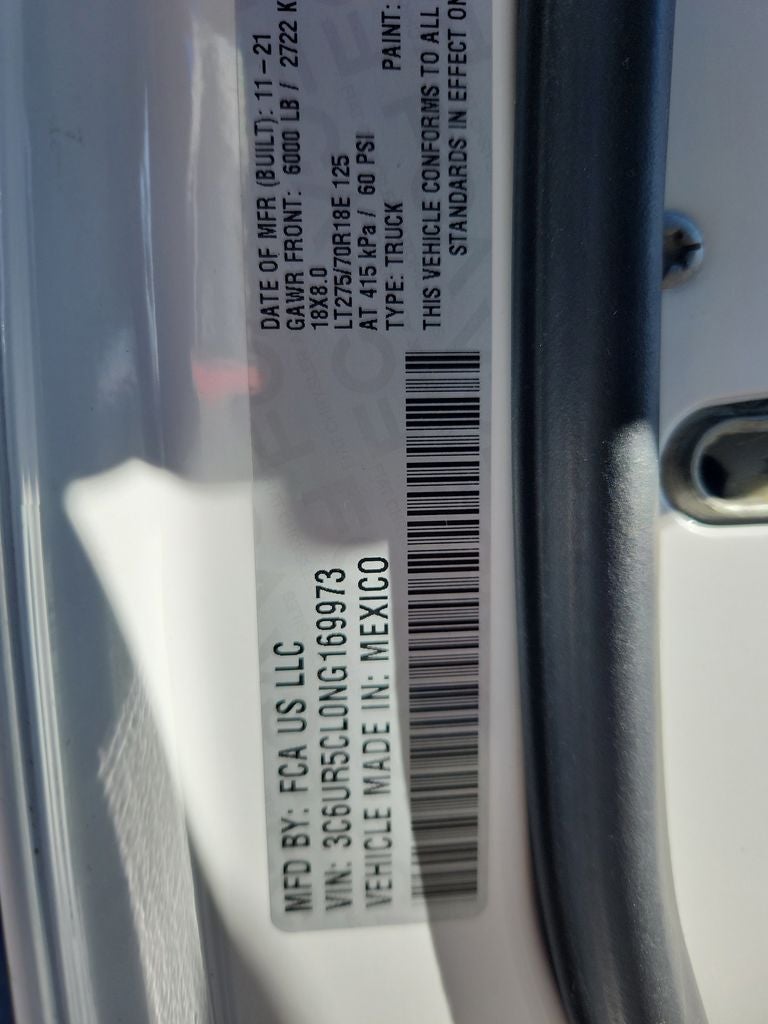 MFD BY: FCA US LLC
VIN: 3C6UR5CL0NG169973
VEHICLE MADE IN: MEXICO
DATE OF MFR (BUILT): 11-21
GAWR FRONT: 6000 LB / 2722 K
18X8.0
LT275/70R18E 125
AT 415 kPa / 60 PSI
TYPE: TRUCK PAINT:
THIS VEHICLE CONFORMS TO ALL
STANDARDS IN EFFECT ON